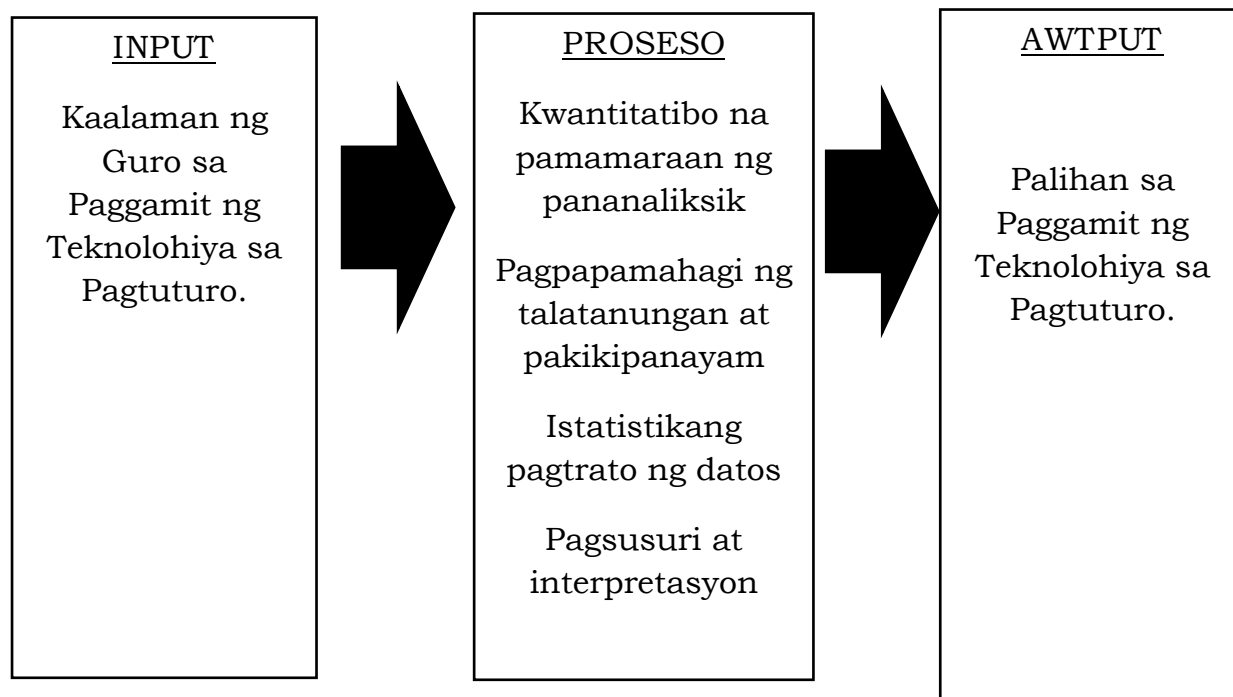 INPUT
Kaalaman ng
Guro sa
Paggamit ng
Teknolohiya sa
Pagtuturo.
PROSESO
Kwantitatibo na
pamamaraan ng
pananaliksik
Pagpapamahagi ng
talatanungan at
pakikipanayam
Istatistikang
pagtrato ng datos
Pagsusuri at
interpretasyon
AWTPUT
Palihan sa
Paggamit ng
Teknolohiya sa
Pagtuturo.